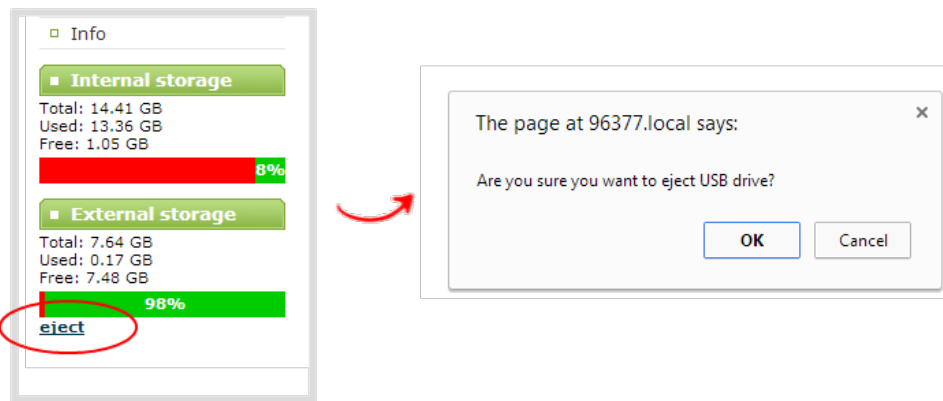 Info
Internal storage
Total: 14.41 GB
Used: 13.36 GB
Free: 1.05 GB
8%
External storage
Total: 7.64 GB
Used: 0.17 GB
Free: 7.48 GB
98%
eject
The page at 96377.local says:
Are you sure you want to eject USB drive?
OK Cancel